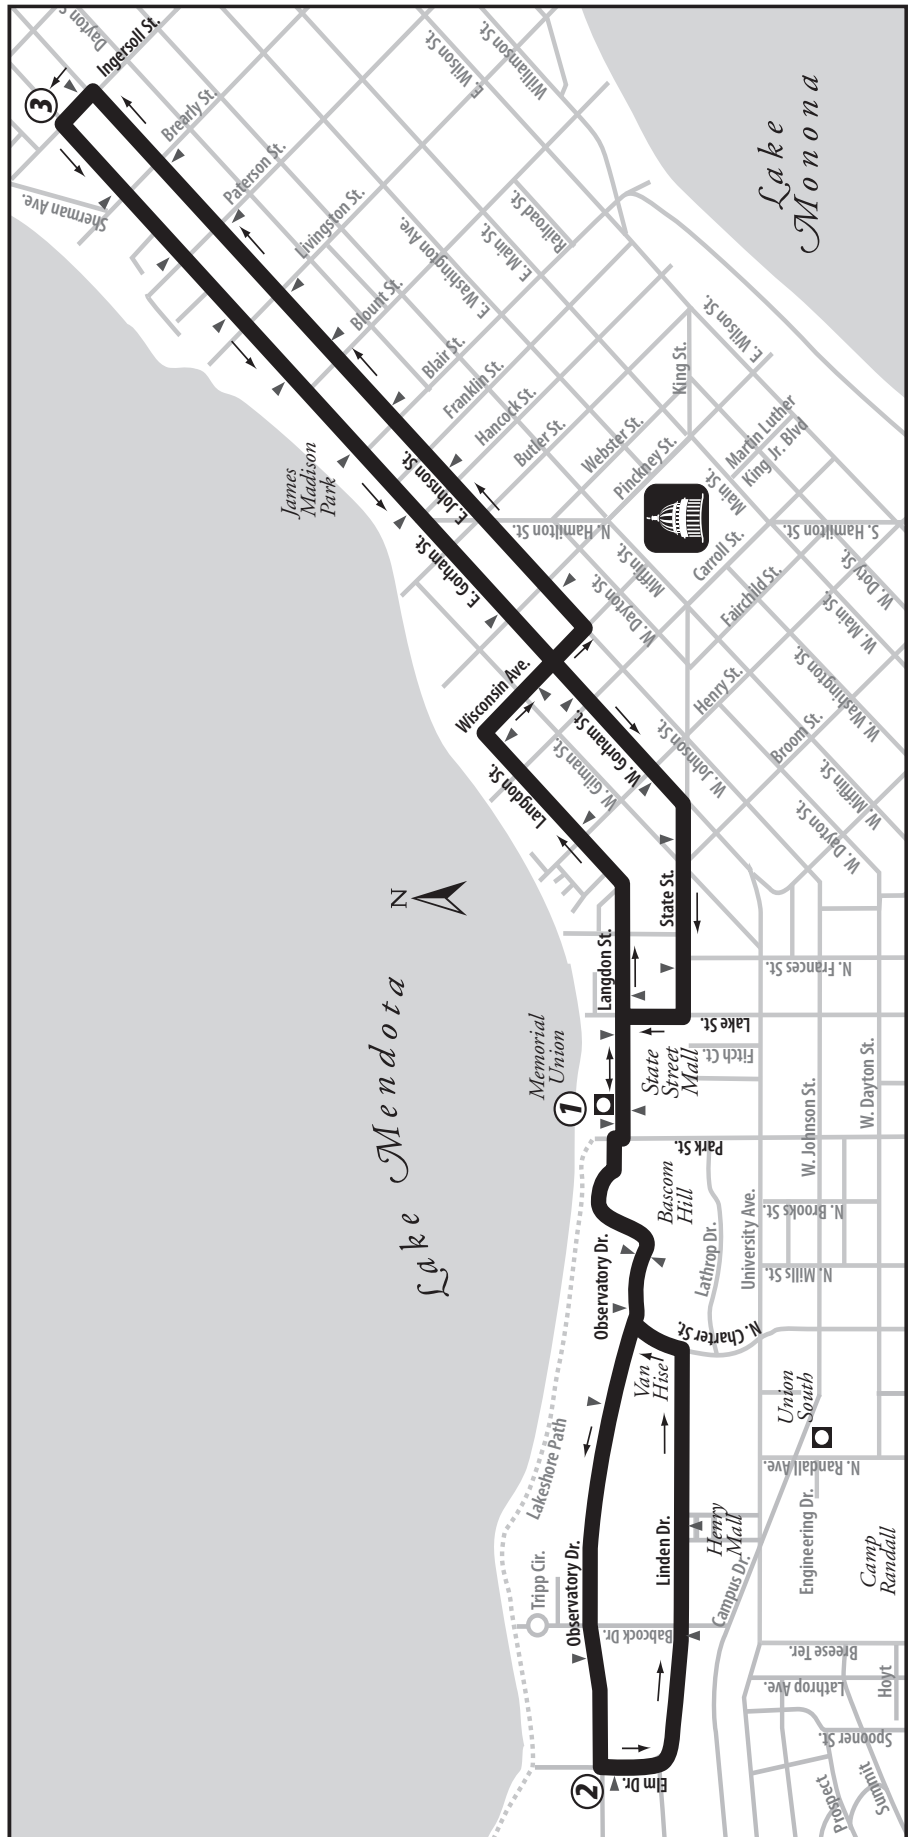 Dayton S
Ingersoll St.
3
Brearly St.
Paterson St.
Sherman Ave.
Livingston St.
Blount St.
Blair St.
Franklin St.
Hancock St.
Butler St.
Webster St.
Pinckney St.
E. Wilson St.
Williamson St.
E. Washington Ave.
E. Main St.
Railroad St.
Lake
Monona
King St.
E. Wilson St.
Martin Luther
King Jr. Blvd
Main St.
James
Madison
Park
E. Johnson St.
E. Gorham St.
N. Hamilton St.
S. Hamilton St.
Mifflin St.
W. Dayton St.
Carroll St.
Fairchild St.
W. Doty St.
W. Main St.
W. Washington St.
Henry St.
Broom St.
W. Mifflin St.
W. Dayton St.
W. Johnson St.
Wisconsin Ave.
Langdon St.
W. Gilman St.
W. Gorham St.
State St.
N
Lake Mendota
Langdon St.
N. Frances St.
Lake St.
Fitch Ct.
Memorial
Union
State
Street
Mall
1
Park St.
W. Johnson St.
W. Dayton St.
Bascom
Hill
Lathrop Dr.
University Ave.
N. Brooks St.
N. Mills St.
Observatory Dr.
N. Charter St.
Van
Hise
Union
South
Lakeshore Path
N. Randall Ave.
Linden Dr.
Henry
Mall
Engineering Dr.
Camp
Randall
Campus Dr.
Tripp Cir.
Observatory Dr.
Babcock Dr.
Breese Ter.
Lathrop Ave.
Hoyt
Spooner St.
Summit
Prospect
2
Elm Dr.